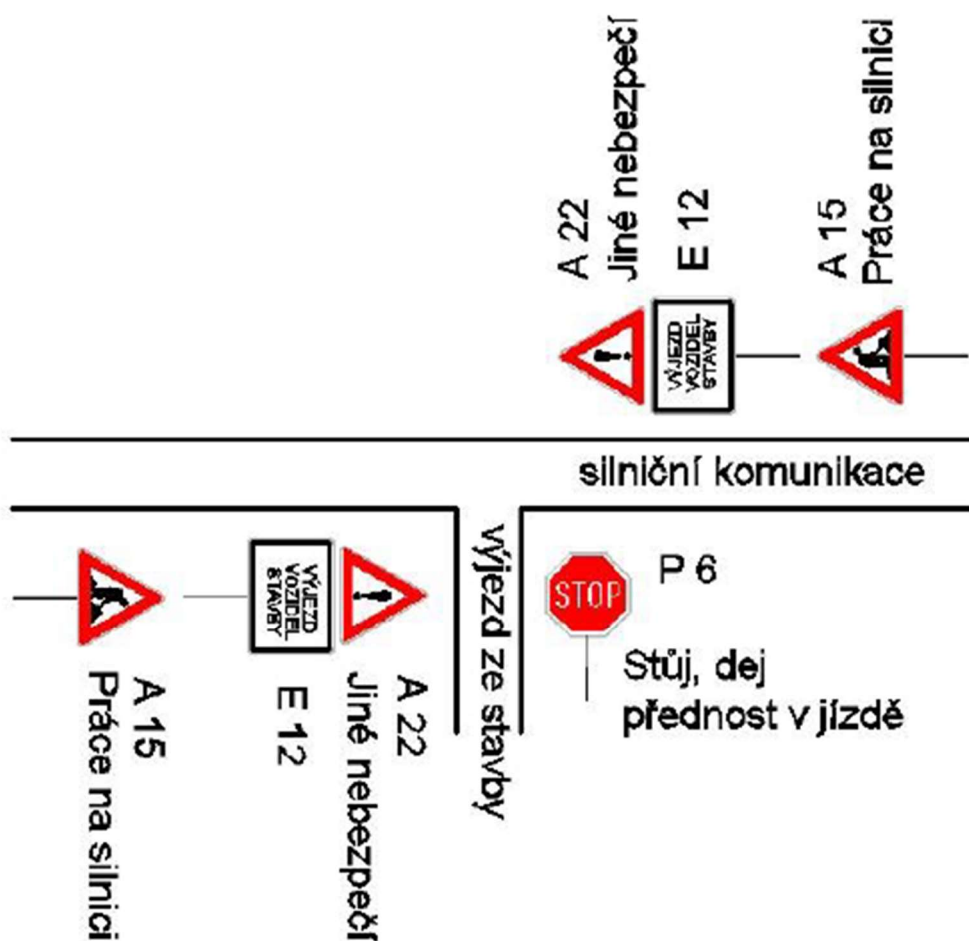 A 22
Jiné nebezpečí
E 12
A 15
Práce na silnici
VÝJEZD
VOZIDEL
STAVBY
silniční komunikace
výjezd ze stavby
STOP
P 6
Stůj, dej
přednost v jízdě
VÝJEZD
VOZIDEL
STAVBY
A 15
Práce na silnici
E 12
A 22
Jiné nebezpečí